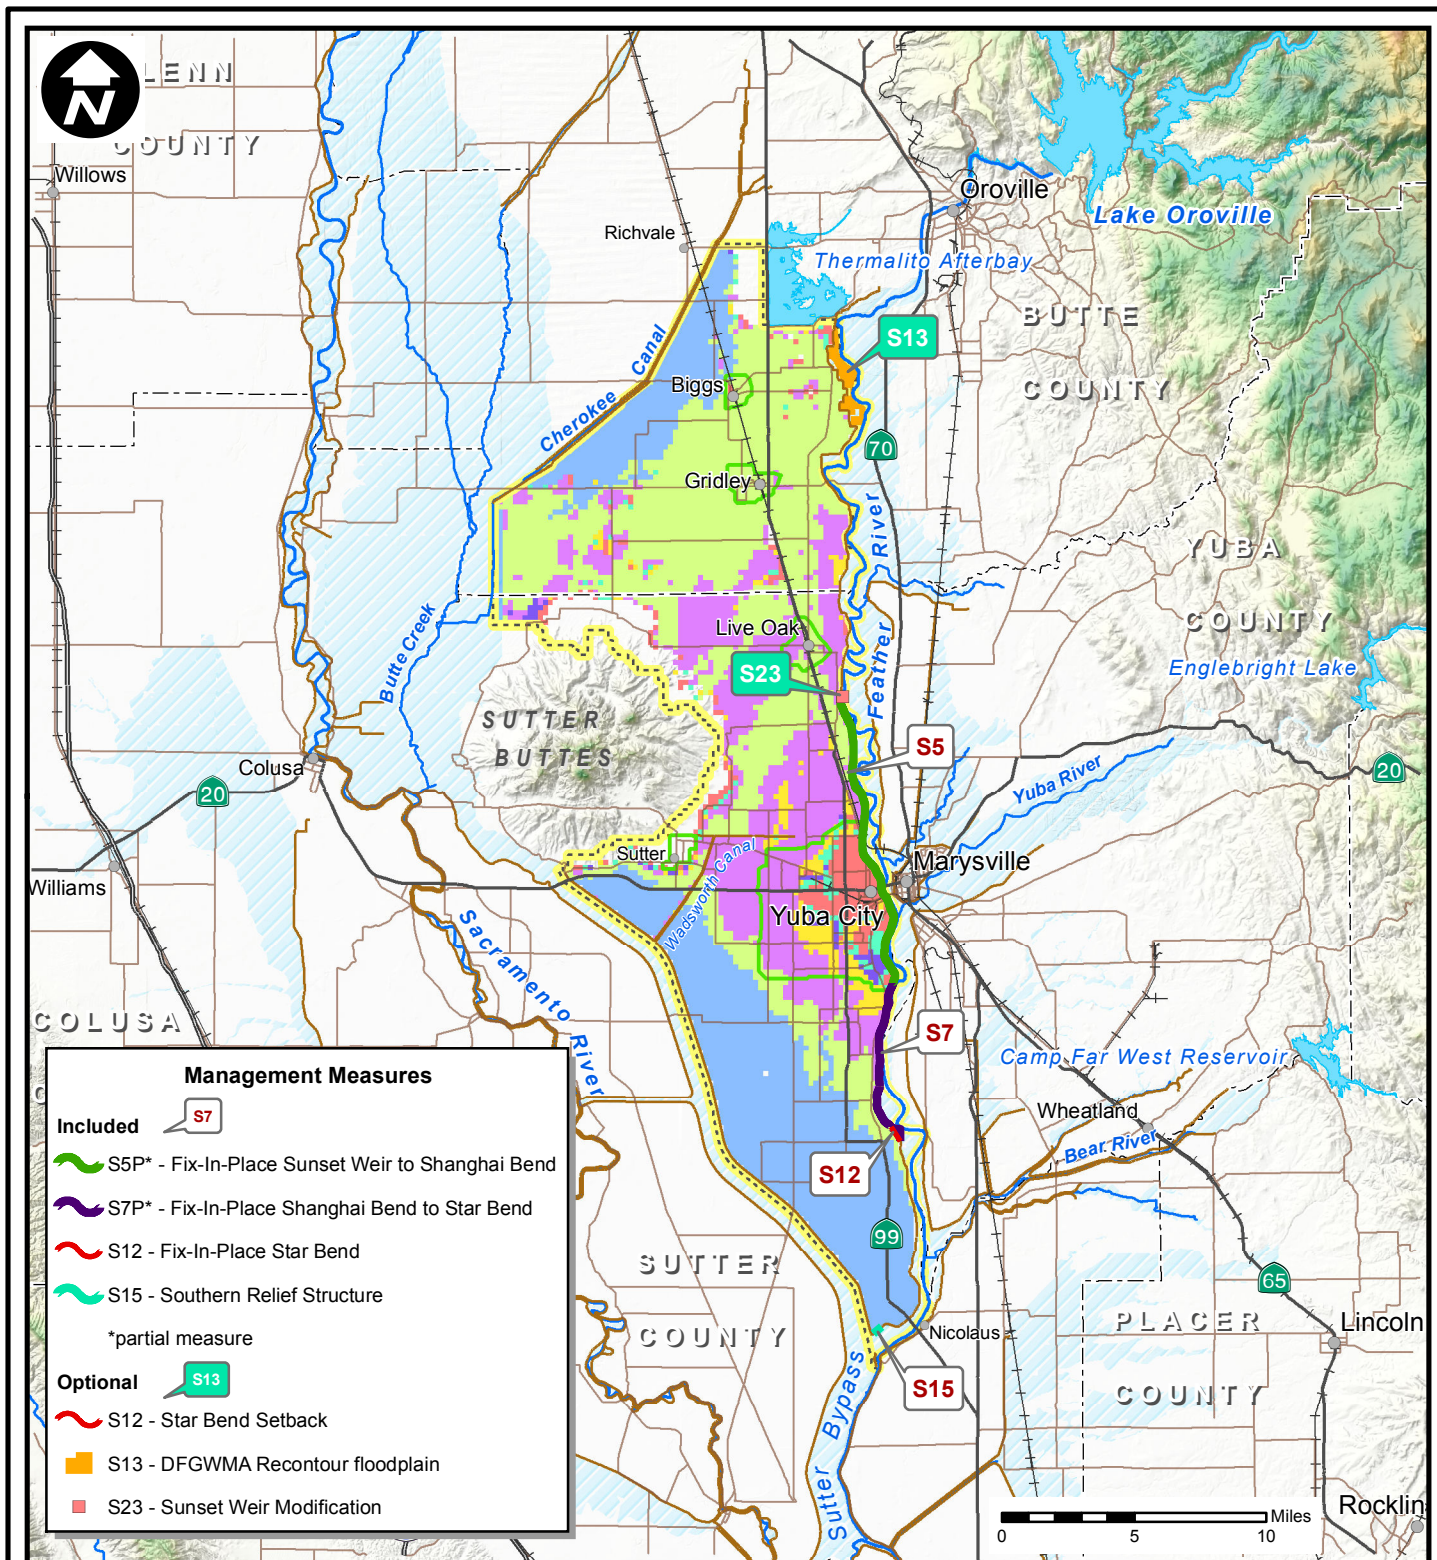 N
LENN
COUNTY
Willows
Richvale
Oroville
Lake Oroville
Thermalito Afterbay
BUTTE
COUNTY
S13
Cherokee Canal
Biggs
70
Gridley
Feather River
YUBA
COUNTY
Butte Creek
Live Oak
Englebright Lake
S23
SUTTER
BUTTES
S5
Colusa
20
Yuba River
20
Sutter
Wadsworth Canal
Marysville
Williams
Yuba City
Sacramento River
COLUSA
S7
Camp Far West Reservoir
Wheatland
Bear River
S12
99
SUTTER
COUNTY
65
PLACER
COUNTY
Lincoln
Nicolaus
S15
Sutter Bypass
Rocklin
Miles
0
5
10
Management Measures
Included
S7
S5P* - Fix-In-Place Sunset Weir to Shanghai Bend
S7P* - Fix-In-Place Shanghai Bend to Star Bend
S12 - Fix-In-Place Star Bend
S15 - Southern Relief Structure
*partial measure
Optional
S13
S12 - Star Bend Setback
S13 - DFGWMA Recontour floodplain
S23 - Sunset Weir Modification